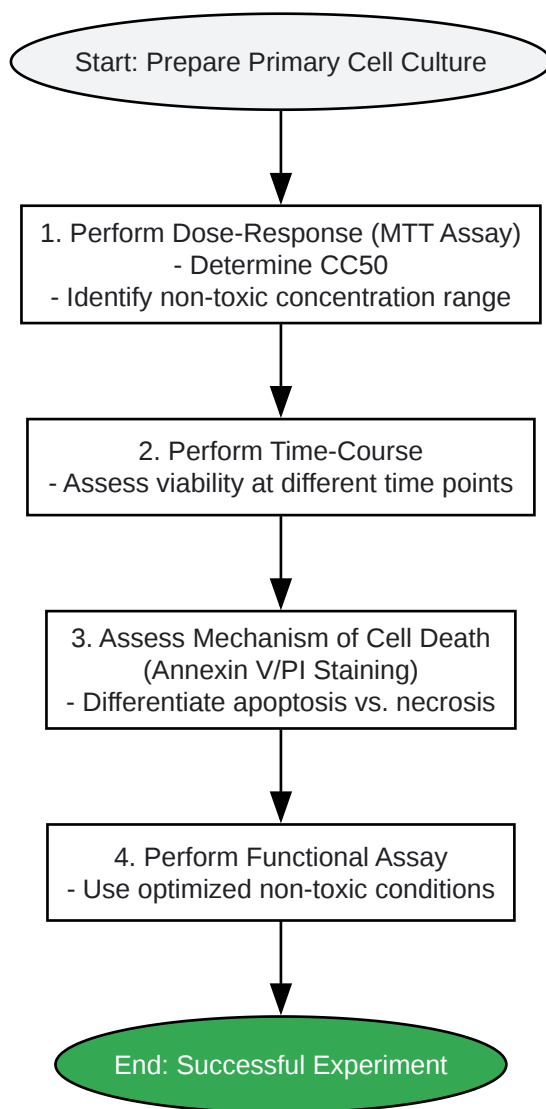 Start: Prepare Primary Cell Culture
1. Perform Dose-Response (MTT Assay)
- Determine CC50
- Identify non-toxic concentration range
2. Perform Time-Course
- Assess viability at different time points
3. Assess Mechanism of Cell Death
(Annexin V/PI Staining)
- Differentiate apoptosis vs. necrosis
4. Perform Functional Assay
- Use optimized non-toxic conditions
End: Successful Experiment